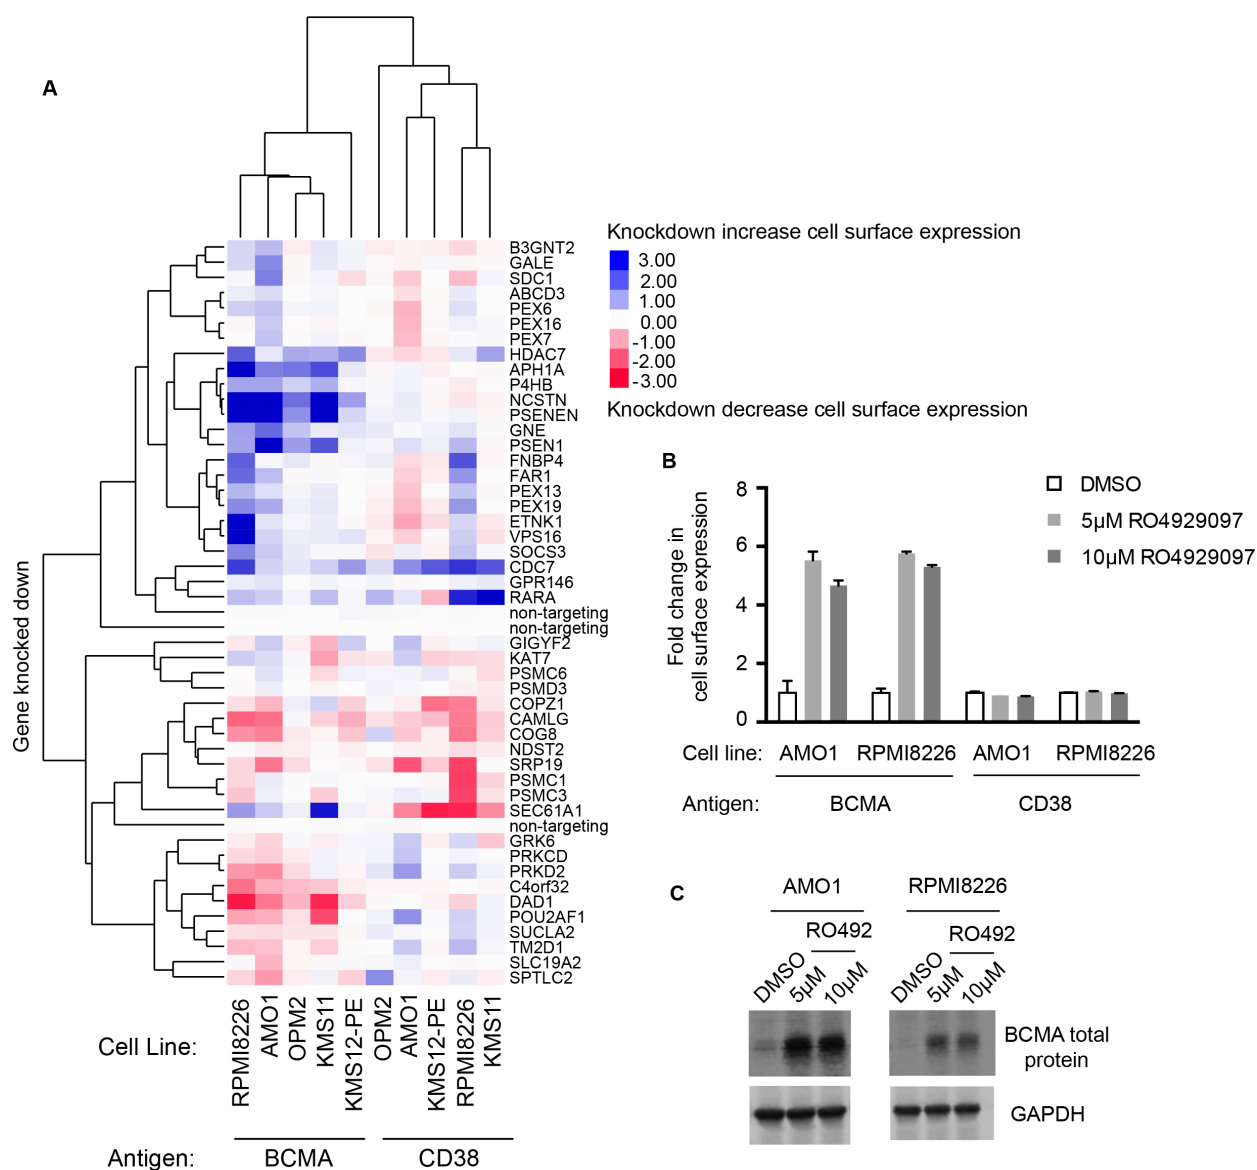 A
Knockdown increase cell surface expression
3.00
2.00
1.00
0.00
-1.00
-2.00
-3.00
Knockdown decrease cell surface expression
Gene knocked down
B3GNT2
GALE
SDC1
ABCD3
PEX6
PEX16
PEX7
HDAC7
APH1A
P4HB
NCSTN
PSENEN
GNE
PSEN1
FNBP4
FAR1
PEX13
PEX19
ETNK1
VPS16
SOCS3
CDC7
GPR146
RARA
non-targeting
non-targeting
GIGYF2
KAT7
PSMC6
PSMD3
COPZ1
CAMLG
COG8
NDST2
SRP19
PSMC1
PSMC3
SEC61A1
non-targeting
GRK6
PRKCD
PRKD2
C4orf32
DAD1
POU2AF1
SUCLA2
TM2D1
SLC19A2
SPTLC2
Cell Line:
RPMI8226
AMO1
OPM2
KMS11
KMS12-PE
OPM2
AMO1
KMS12-PE
RPMI8226
KMS11
Antigen: BCMA CD38
B
Fold change in
cell surface expression
8
6
4
2
0
DMSO
5μM RO4929097
10μM RO4929097
Cell line: AMO1 RPMI8226 AMO1 RPMI8226
Antigen: BCMA CD38
C
AMO1 RPMI8226
RO492 RO492
DMSO 5μM 10μM DMSO 5μM 10μM
BCMA total
protein
GAPDH